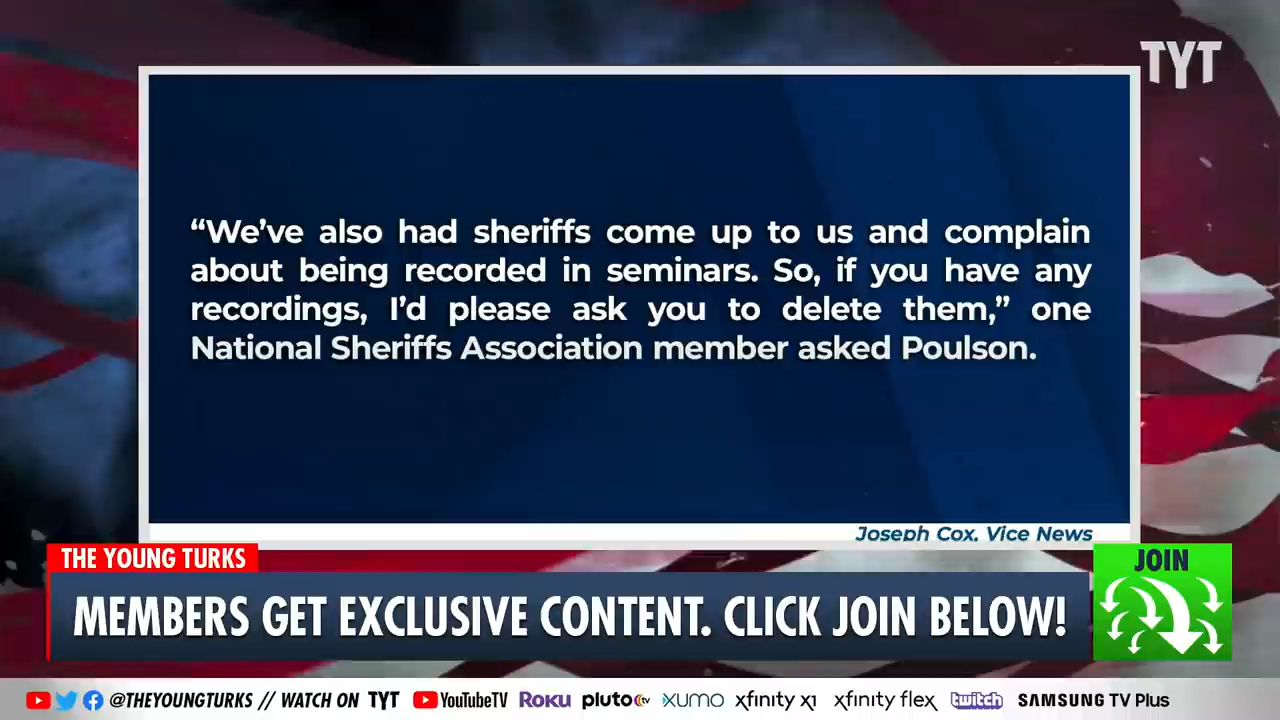 TYT
“We’ve also had sheriffs come up to us and complain
about being recorded in seminars. So, if you have any
recordings, I’d please ask you to delete them,” one
National Sheriffs Association member asked Poulson.
Joseph Cox, Vice News
THE YOUNG TURKS
JOIN
MEMBERS GET EXCLUSIVE CONTENT. CLICK JOIN BELOW!
@THEYOUNGTURKS // WATCH ON TYT YouTubeTV ROKU pluto tv XUMO xfinity x1 xfinity flex twitch SAMSUNG TV Plus